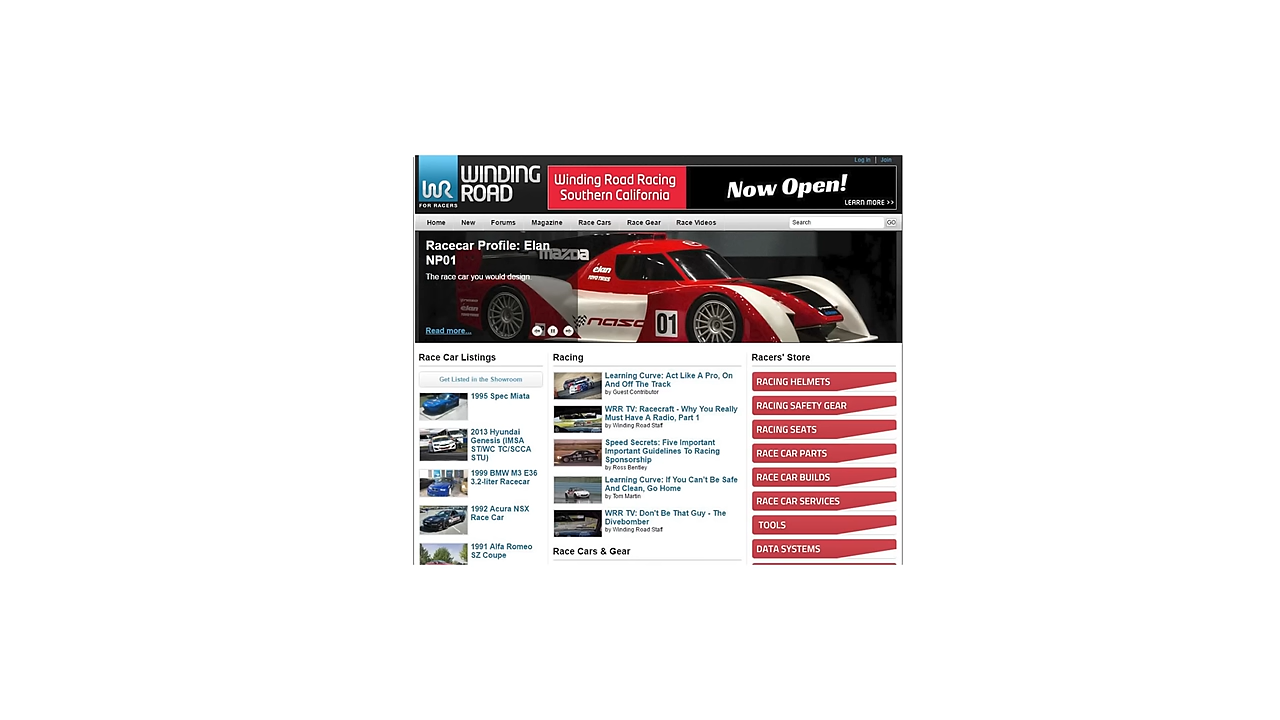 Log In | Join
WR
FOR RACERS
WINDING
ROAD
Winding Road Racing
Southern California
Now Open!
LEARN MORE >>
Home New Forums Magazine Race Cars Race Gear Race Videos Search GO
Racecar Profile: Elan
NP01
The race car you would design
Read more...
mazda
elan
nasa
01
Race Car Listings
Get Listed in the Showroom
1995 Spec Miata
2013 Hyundai
Genesis (IMSA
ST/WC TC/SCCA
STU)
1999 BMW M3 E36
3.2-liter Racecar
1992 Acura NSX
Race Car
1991 Alfa Romeo
SZ Coupe
Racing
Learning Curve: Act Like A Pro, On
And Off The Track
by Guest Contributor
WRR TV: Racecraft - Why You Really
Must Have A Radio, Part 1
by Winding Road Staff
Speed Secrets: Five Important
Important Guidelines To Racing
Sponsorship
by Ross Bentley
Learning Curve: If You Can't Be Safe
And Clean, Go Home
by Tom Martin
WRR TV: Don't Be That Guy - The
Divebomber
by Winding Road Staff
Race Cars & Gear
Racers' Store
RACING HELMETS
RACING SAFETY GEAR
RACING SEATS
RACE CAR PARTS
RACE CAR BUILDS
RACE CAR SERVICES
TOOLS
DATA SYSTEMS